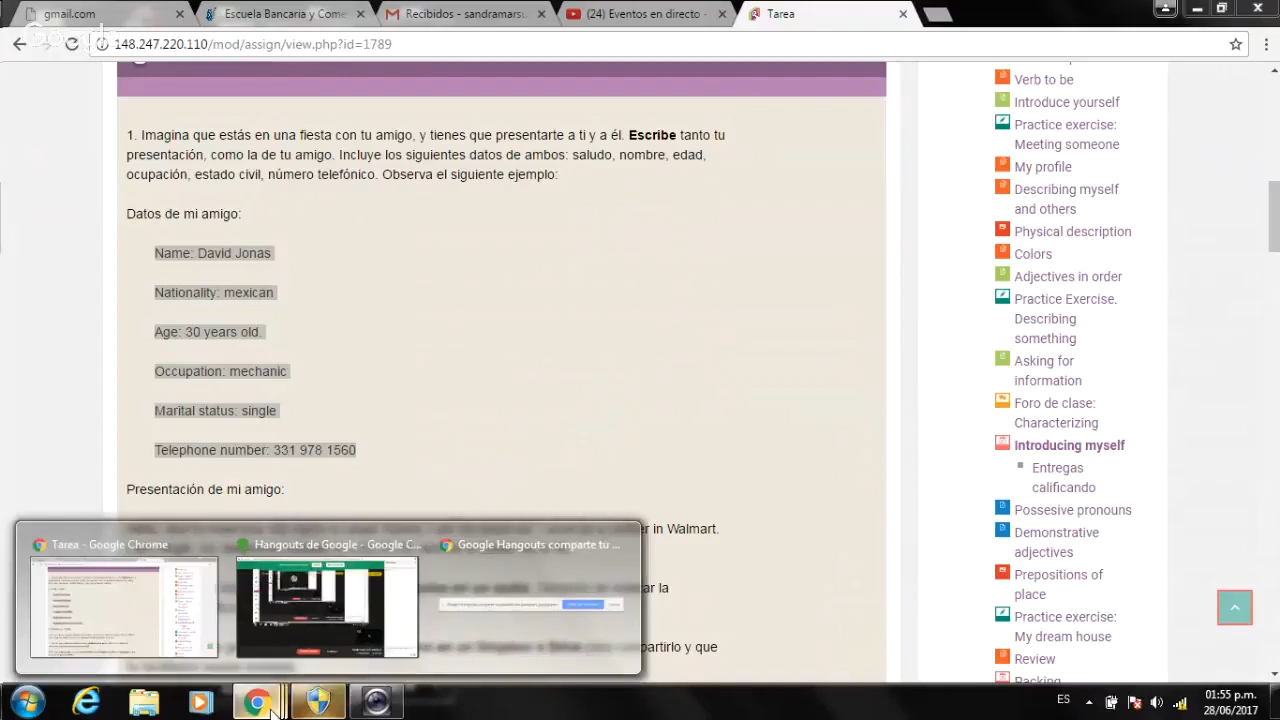 gmail.com
Escuela Bancaria y Come
Recibidos - sandramarsu
(24) Eventos en directo -
Tarea
148.247.220.110/mod/assign/view.php?id=1789
1. Imagina que estás en una fiesta con tu amigo, y tienes que presentarte a ti y a él. Escribe tanto tu
presentación, como la de tu amigo. Incluye los siguientes datos de ambos: saludo, nombre, edad,
ocupación, estado civil, número telefónico. Observa el siguiente ejemplo:
Datos de mi amigo:
Name: David Jonas
Nationality: mexican
Age: 30 years old.
Occupation: mechanic
Marital status: single
Telephone number: 331 978 1560
Presentación de mi amigo:
er in Walmart.
ar la
partirlo y que
Tarea - Google Chrome
Hangouts de Google - Google C...
Google Hangouts comparte tu ...
Verb to be
Introduce yourself
Practice exercise:
Meeting someone
My profile
Describing myself
and others
Physical description
Colors
Adjectives in order
Practice Exercise.
Describing
something
Asking for
information
Foro de clase:
Characterizing
Introducing myself
Entregas
calificando
Possesive pronouns
Demonstrative
adjectives
Prepositions of
place
Practice exercise:
My dream house
Review
Packing
ES
01:55 p.m.
28/06/2017